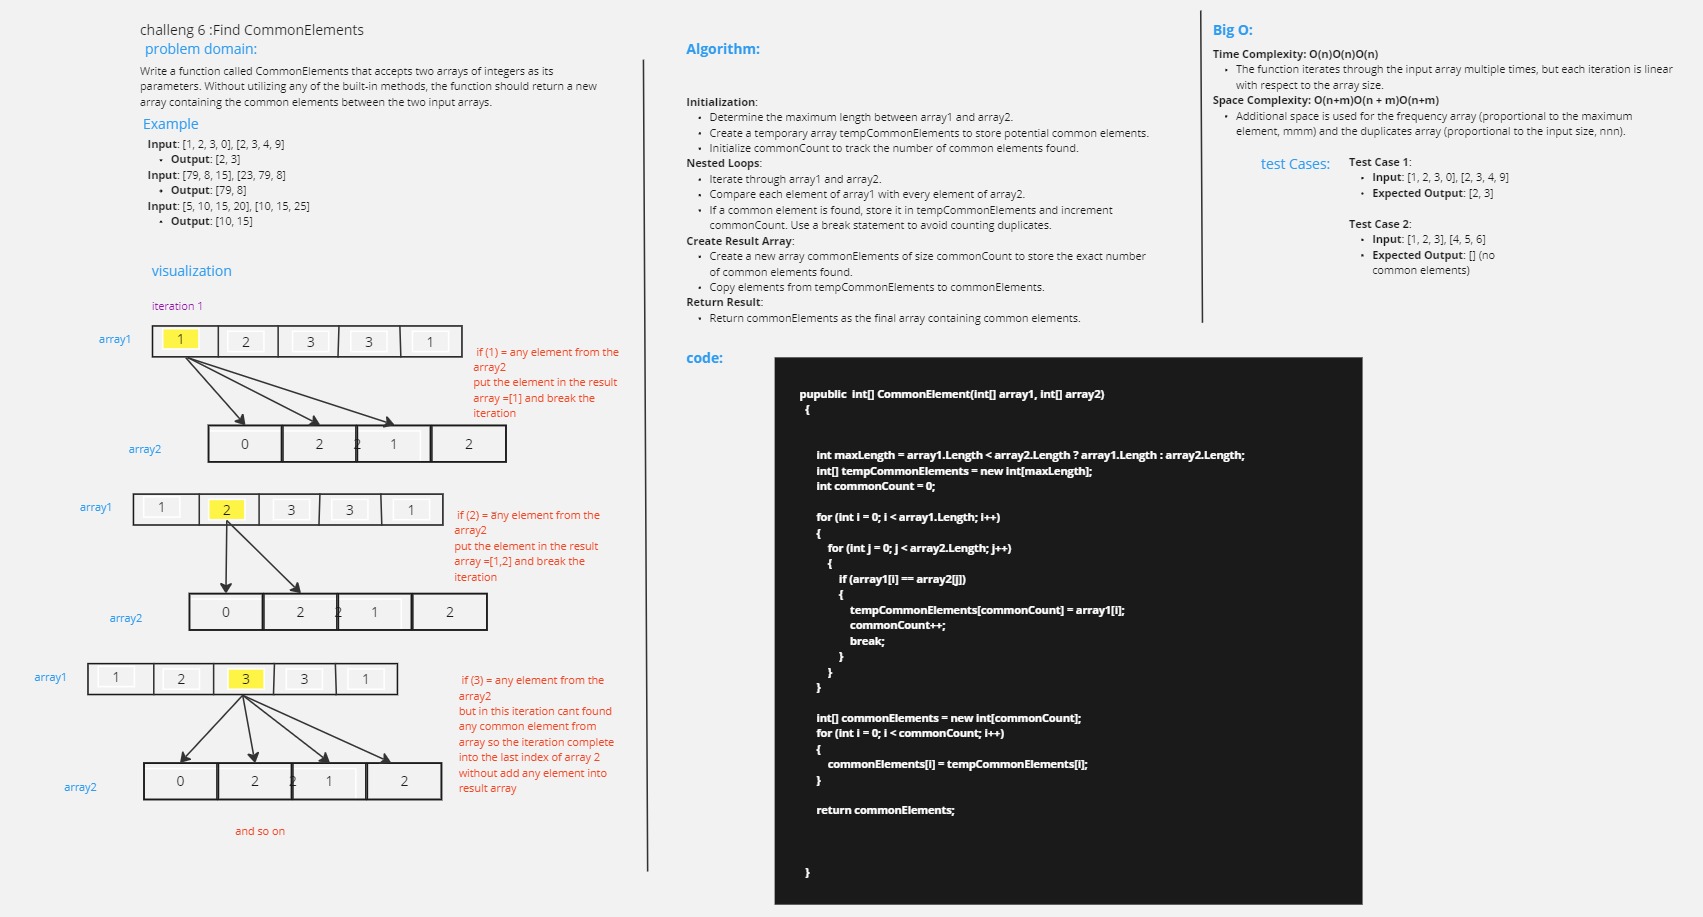 challeng 6 :Find CommonElements
problem domain:
Write a function called CommonElements that accepts two arrays of integers as its
parameters. Without utilizing any of the built-in methods, the function should return a new
array containing the common elements between the two input arrays.
Example
Input: [1, 2, 3, 0], [2, 3, 4, 9]
• Output: [2, 3]
Input: [79, 8, 15], [23, 79, 8]
• Output: [79, 8]
Input: [5, 10, 15, 20], [10, 15, 25]
• Output: [10, 15]
visualization
iteration 1
array1
1 2 3 3 1
if (1) = any element from the
array2
put the element in the result
array =[1] and break the
iteration
array2
0 2 2 1 2
array1
1 2 3 3 1
if (2) = any element from the
array2
put the element in the result
array =[1,2] and break the
iteration
array2
0 2 2 1 2
array1
1 2 3 3 1
if (3) = any element from the
array2
but in this iteration cant found
any common element from
array so the iteration complete
into the last index of array 2
without add any element into
result array
array2
0 2 2 1 2
and so on
Algorithm:
Initialization:
• Determine the maximum length between array1 and array2.
• Create a temporary array tempCommonElements to store potential common elements.
• Initialize commonCount to track the number of common elements found.
Nested Loops:
• Iterate through array1 and array2.
• Compare each element of array1 with every element of array2.
• If a common element is found, store it in tempCommonElements and increment
commonCount. Use a break statement to avoid counting duplicates.
Create Result Array:
• Create a new array commonElements of size commonCount to store the exact number
of common elements found.
• Copy elements from tempCommonElements to commonElements.
Return Result:
• Return commonElements as the final array containing common elements.
code:
pupublic int[] CommonElement(int[] array1, int[] array2)
{
int maxLength = array1.Length < array2.Length ? array1.Length : array2.Length;
int[] tempCommonElements = new int[maxLength];
int commonCount = 0;
for (int i = 0; i < array1.Length; i++)
{
for (int j = 0; j < array2.Length; j++)
{
if (array1[i] == array2[j])
{
tempCommonElements[commonCount] = array1[i];
commonCount++;
break;
}
}
}
int[] commonElements = new int[commonCount];
for (int i = 0; i < commonCount; i++)
{
commonElements[i] = tempCommonElements[i];
}
return commonElements;
}
Big O:
Time Complexity: O(n)O(n)O(n)
• The function iterates through the input array multiple times, but each iteration is linear
with respect to the array size.
Space Complexity: O(n+m)O(n + m)O(n+m)
• Additional space is used for the frequency array (proportional to the maximum
element, mmm) and the duplicates array (proportional to the input size, nnn).
test Cases:
Test Case 1:
• Input: [1, 2, 3, 0], [2, 3, 4, 9]
• Expected Output: [2, 3]
Test Case 2:
• Input: [1, 2, 3], [4, 5, 6]
• Expected Output: [] (no
common elements)